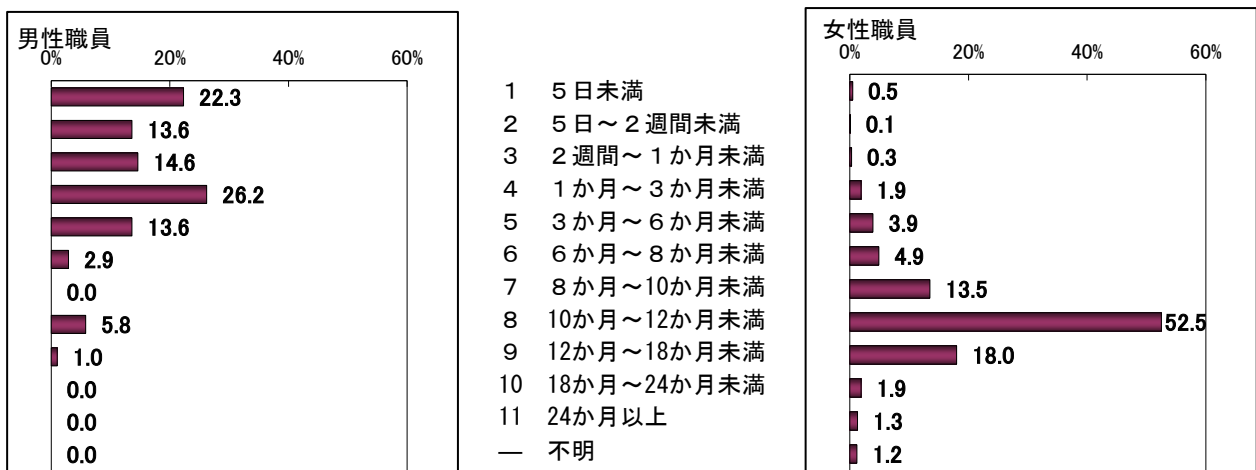 男性職員
0% 20% 40% 60%
22.3
13.6
14.6
26.2
13.6
2.9
0.0
5.8
1.0
0.0
0.0
0.0
1 5日未満
2 5日～2週間未満
3 2週間～1か月未満
4 1か月～3か月未満
5 3か月～6か月未満
6 6か月～8か月未満
7 8か月～10か月未満
8 10か月～12か月未満
9 12か月～18か月未満
10 18か月～24か月未満
11 24か月以上
― 不明
女性職員
0% 20% 40% 60%
0.5
0.1
0.3
1.9
3.9
4.9
13.5
52.5
18.0
1.9
1.3
1.2